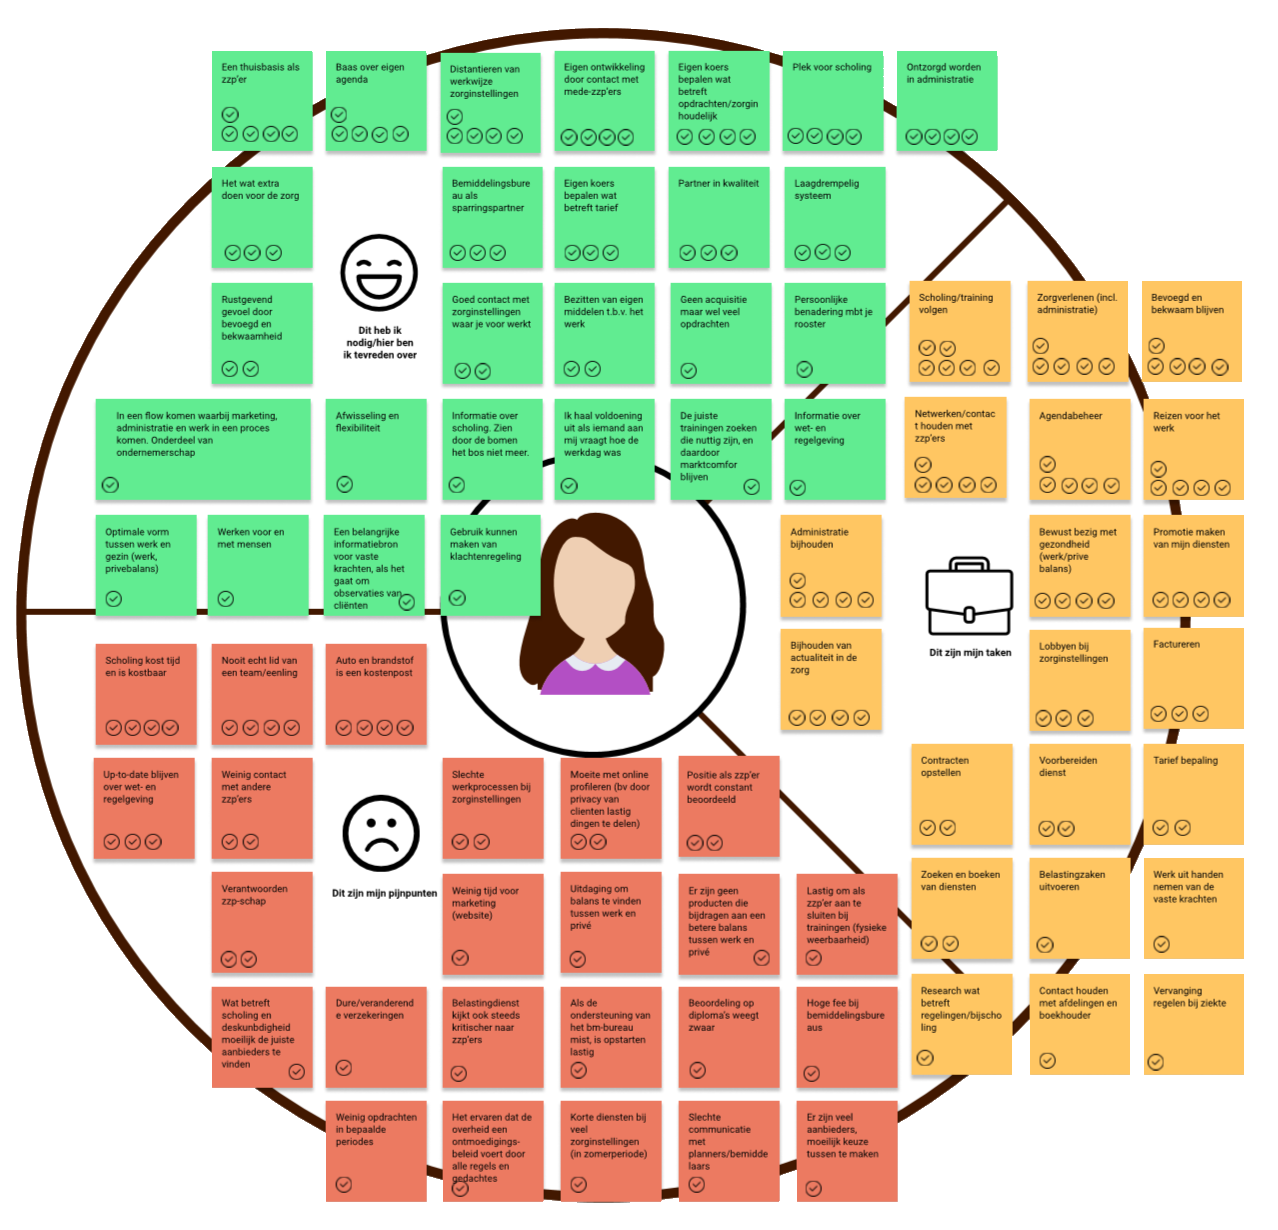 Een thuisbasis als
zzp'er
Baas over eigen
agenda
Distantieren van
werkwijze
zorginstellingen
Eigen ontwikkeling
door contact met
mede-zzp'ers
Eigen koers
bepalen wat
betreft
opdrachten/zorgin
houdelijk
Plek voor scholing
Ontzorgd worden
in administratie
Het wat extra
doen voor de zorg
Bemiddelingsbure
au als
sparringspartner
Eigen koers
bepalen wat
betreft tarief
Partner in kwaliteit
Laagdrempelig
systeem
Rustgevend
gevoel door
bevoegd en
bekwaamheid
Dit heb ik
nodig/hier ben
ik tevreden over
Goed contact met
zorginstellingen
waar je voor werkt
Bezitten van eigen
middelen t.b.v. het
werk
Geen acquisitie
maar wel veel
opdrachten
Persoonlijke
benadering mbt je
rooster
In een flow komen waarbij marketing,
administratie en werk in een proces
komen. Onderdeel van
ondernemerschap
Afwisseling en
flexibiliteit
Informatie over
scholing. Zien
door de bomen
het bos niet meer.
Ik haal voldoening
uit als iemand aan
mij vraagt hoe de
werkdag was
De juiste
trainingen zoeken
die nuttig zijn, en
daardoor
marktcomfor
blijven
Informatie over
wet- en
regelgeving
Optimale vorm
tussen werk en
gezin (werk,
privebalans)
Werken voor en
met mensen
Een belangrijke
informatiebron
voor vaste
krachten, als het
gaat om
observaties van
cliënten
Gebruik kunnen
maken van
klachtenregeling
Scholing/training
volgen
Zorgverlenen (incl.
administratie)
Bevoegd en
bekwaam blijven
Netwerken/contac
t houden met
zzp'ers
Agendabeheer
Reizen voor het
werk
Administratie
bijhouden
Bewust bezig met
gezondheid
(werk/prive
balans)
Promotie maken
van mijn diensten
Dit zijn mijn taken
Bijhouden van
actualiteit in de
zorg
Lobbyen bij
zorginstellingen
Factureren
Contracten
opstellen
Voorbereiden
dienst
Tarief bepaling
Zoeken en boeken
van diensten
Belastingzaken
uitvoeren
Werk uit handen
nemen van de
vaste krachten
Research wat
betreft
regelingen/bijscho
ling
Contact houden
met afdelingen en
boekhouder
Vervanging
regelen bij ziekte
Scholing kost tijd
en is kostbaar
Nooit echt lid van
een team/eenling
Auto en brandstof
is een kostenpost
Up-to-date blijven
over wet- en
regelgeving
Weinig contact
met andere
zzp'ers
Slechte
werkprocessen bij
zorginstellingen
Moeite met online
profileren (bv door
privacy van
clienten lastig
dingen te delen)
Positie als zzp'er
wordt constant
beoordeeld
Dit zijn mijn pijnpunten
Verantwoorden
zzp-schap
Weinig tijd voor
marketing
(website)
Uitdaging om
balans te vinden
tussen werk en
privé
Er zijn geen
producten die
bijdragen aan een
betere balans
tussen werk en
privé
Lastig om als
zzp'er aan te
sluiten bij
trainingen (fysieke
weerbaarheid)
Wat betreft
scholing en
deskunbdigheid
moeilijk de juiste
aanbieders te
vinden
Dure/veranderend
e verzekeringen
Belastingdienst
kijkt ook steeds
kritischer naar
zzp'ers
Als de
ondersteuning van
het bm-bureau
mist, is opstarten
lastig
Beoordeling op
diploma's weegt
zwaar
Hoge fee bij
bemiddelingsbure
aus
Weinig opdrachten
in bepaalde
periodes
Het ervaren dat de
overheid een
ontmoedigings-
beleid voert door
alle regels en
gedachtes
Korte diensten bij
veel
zorginstellingen
(in zomerperiode)
Slechte
communicatie
met
planners/bemidde
laars
Er zijn veel
aanbieders,
moeilijk keuze
tussen te maken